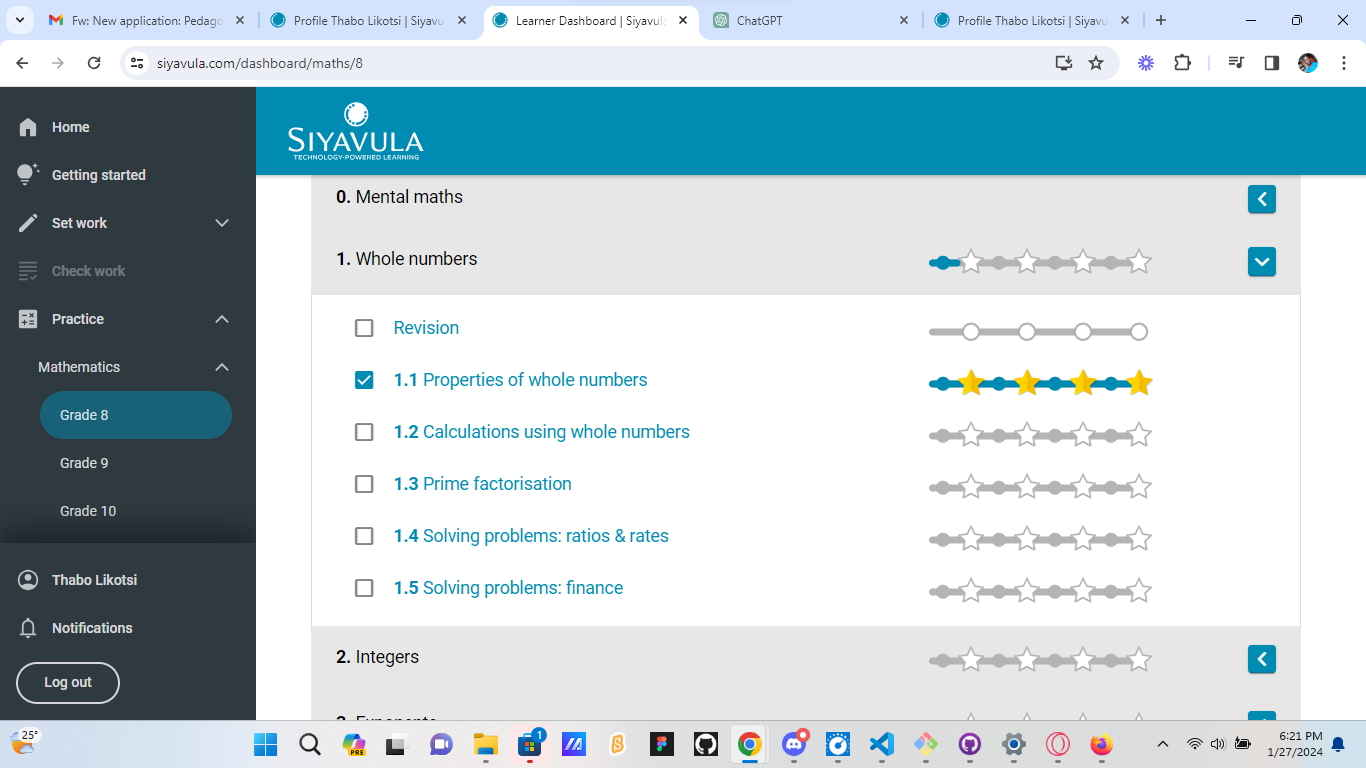 Fw: New application: Pedago
Profile Thabo Likotsi | Siyavu
Learner Dashboard | Siyavula
ChatGPT
Profile Thabo Likotsi | Siyavu
siyavula.com/dashboard/maths/8
Home
Getting started
Set work
Check work
Practice
Mathematics
Grade 8
Grade 9
Grade 10
Thabo Likotsi
Notifications
Log out
SIYAVULA
TECHNOLOGY-POWERED LEARNING
0. Mental maths
1. Whole numbers
Revision
1.1 Properties of whole numbers
1.2 Calculations using whole numbers
1.3 Prime factorisation
1.4 Solving problems: ratios & rates
1.5 Solving problems: finance
2. Integers
3. Exponents
25°
PRE
1
6:21 PM
1/27/2024